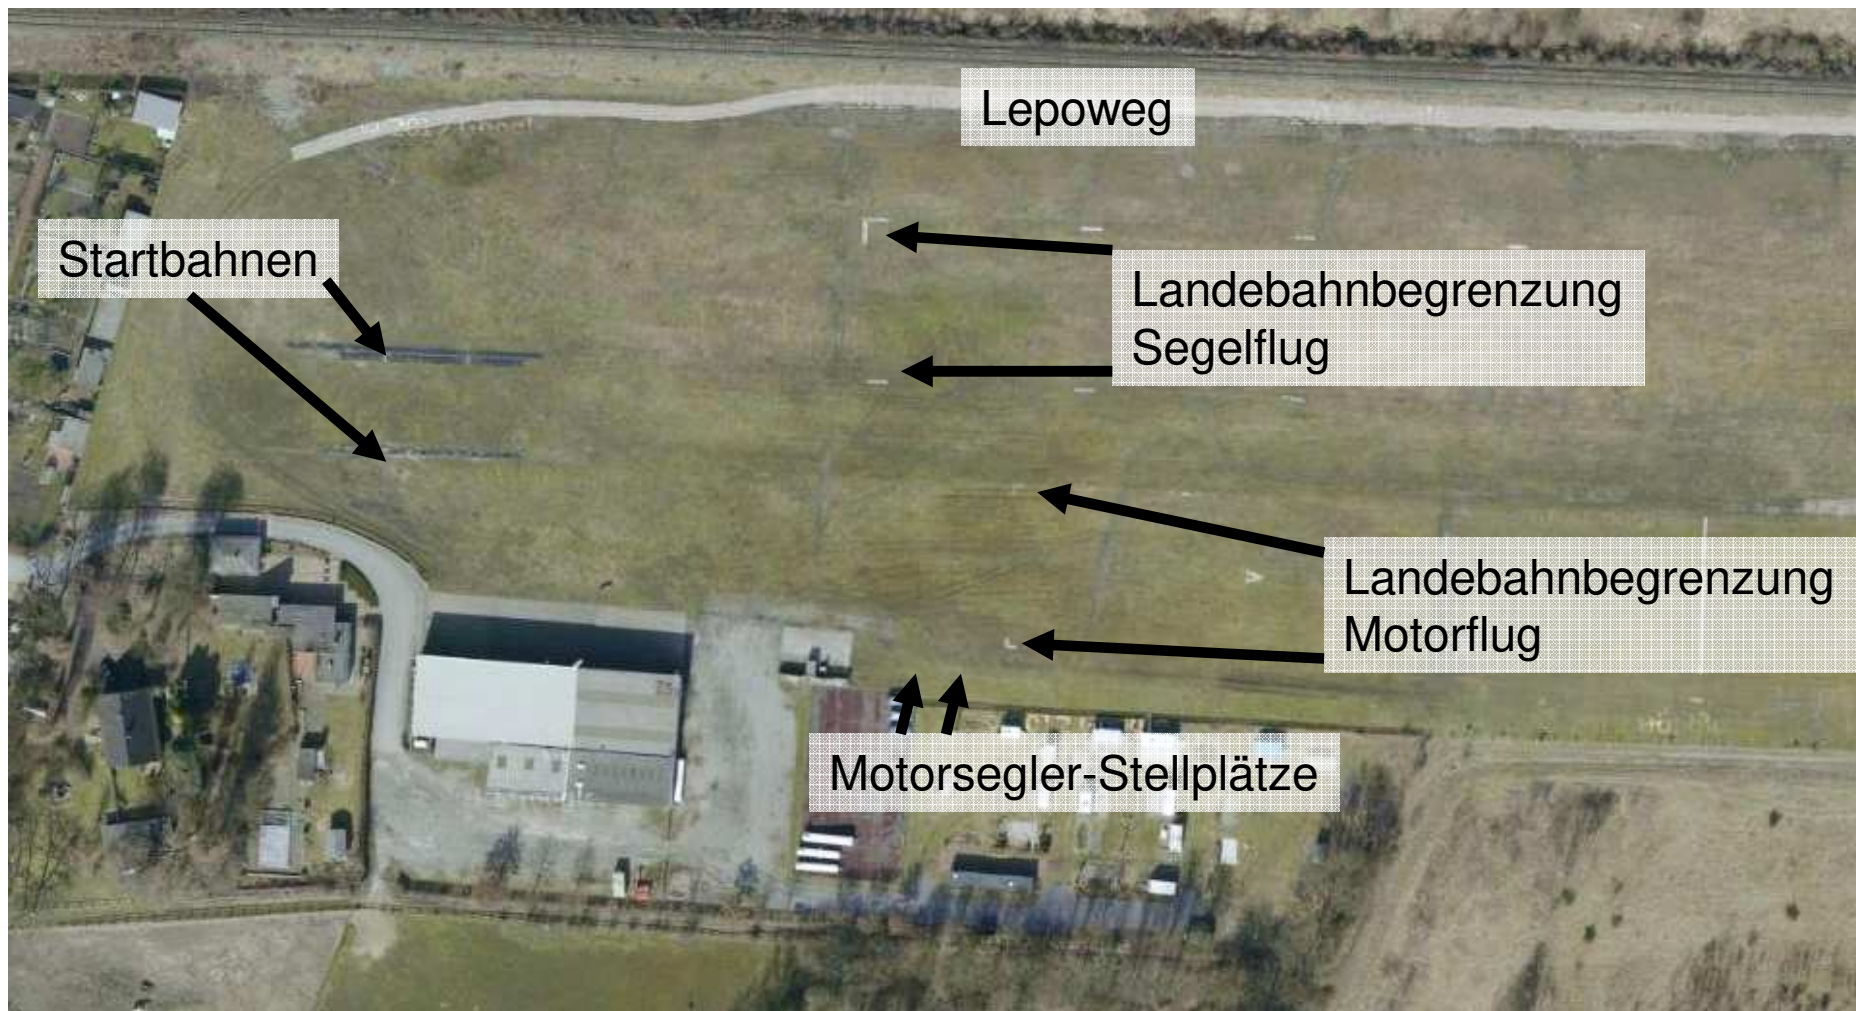 Lepoweg
Startbahnen
Landebahnbegrenzung
Segelflug
Landebahnbegrenzung
Motorflug
Motorsegler-Stellplätze